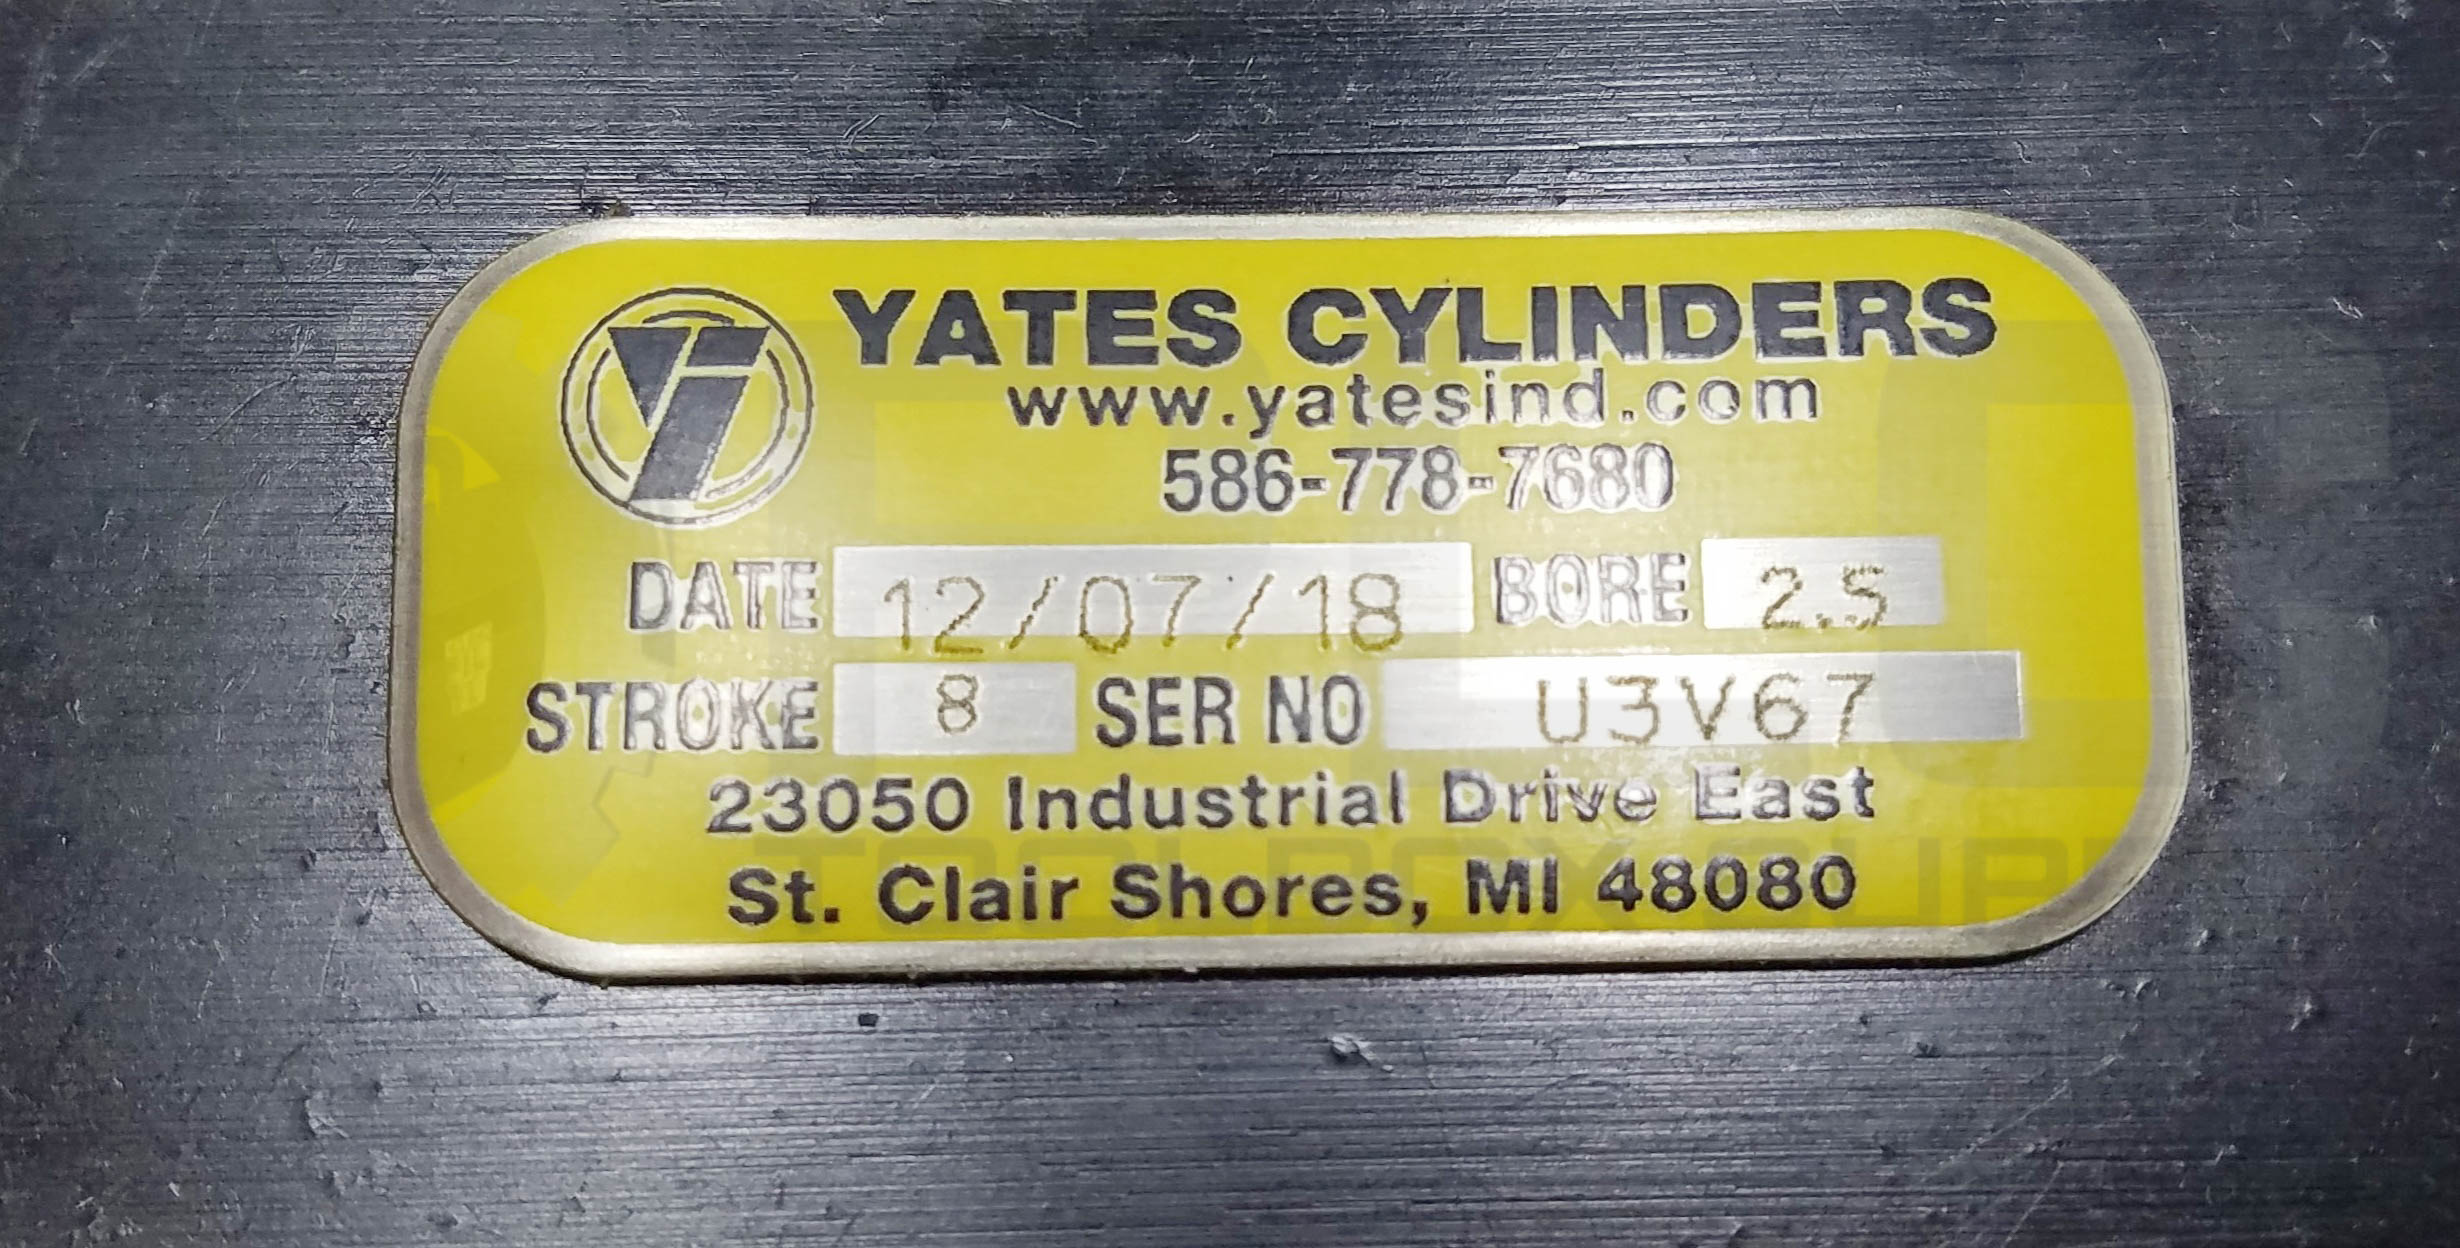 YATES CYLINDERS
www.yatesind.com
586-778-7680
DATE 12/07/18 BORE 2.5
STROKE 8 SER NO U3V67
23050 Industrial Drive East
St. Clair Shores, MI 48080